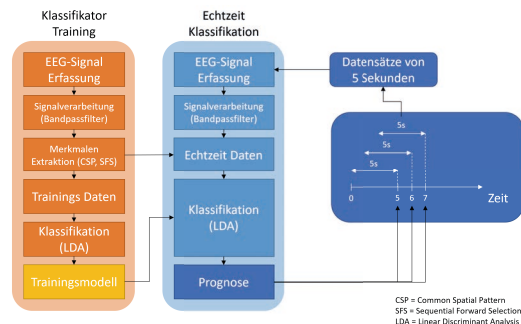 Klassifikator
Training
EEG-Signal
Erfassung
Signalverarbeitung
(Bandpassfilter)
Merkmalen
Extraktion (CSP, SFS)
Trainings Daten
Klassifikation
(LDA)
Trainingsmodell
Echtzeit
Klassifikation
EEG-Signal
Erfassung
Signalverarbeitung
(Bandpassfilter)
Echtzeit Daten
Klassifikation
(LDA)
Prognose
Datensätze von
5 Sekunden
5s
5s
5s
0 5 6 7 Zeit
CSP = Common Spatial Pattern
SFS = Sequential Forward Selection
LDA = Linear Discriminant Analysis